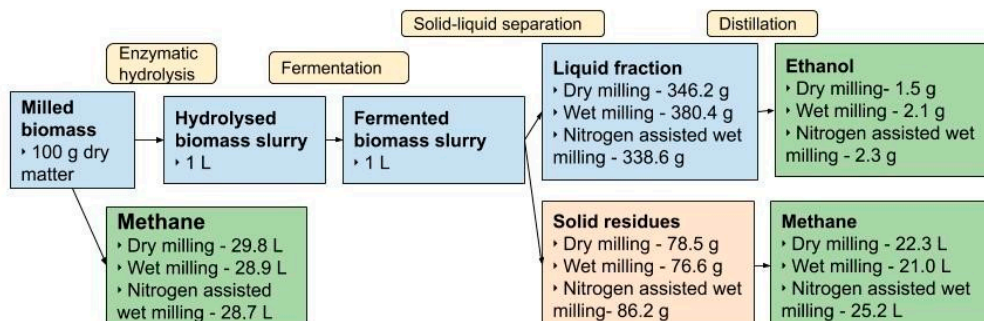 Solid-liquid separation
Distillation
Enzymatic
hydrolysis
Fermentation
Milled
biomass
‣ 100 g dry
matter
Hydrolysed
biomass slurry
‣ 1 L
Fermented
biomass slurry
‣ 1 L
Liquid fraction
‣ Dry milling - 346.2 g
‣ Wet milling - 380.4 g
‣ Nitrogen assisted wet
milling - 338.6 g
Ethanol
‣ Dry milling- 1.5 g
‣ Wet milling - 2.1 g
‣ Nitrogen assisted wet
milling - 2.3 g
Methane
‣ Dry milling - 29.8 L
‣ Wet milling - 28.9 L
‣ Nitrogen assisted
wet milling - 28.7 L
Solid residues
‣ Dry milling - 78.5 g
‣ Wet milling - 76.6 g
‣ Nitrogen assisted wet
milling- 86.2 g
Methane
‣ Dry milling - 22.3 L
‣ Wet milling - 21.0 L
‣ Nitrogen assisted wet
milling - 25.2 L